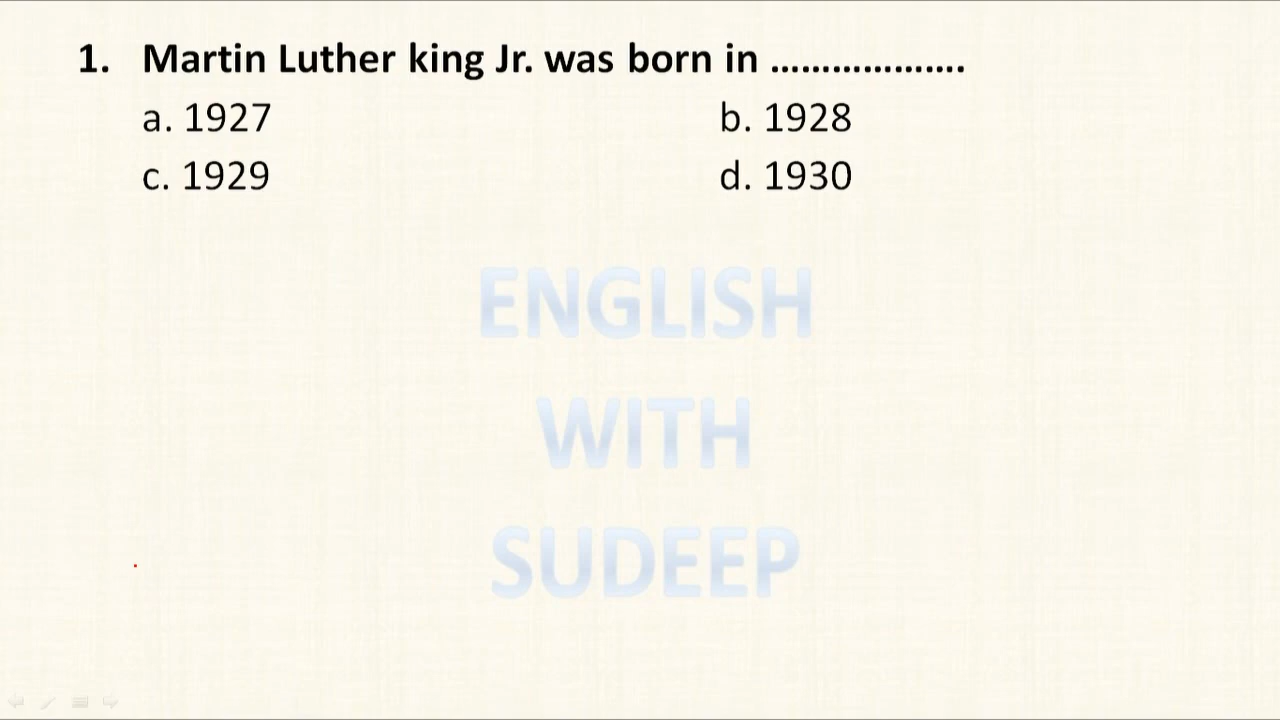 1. Martin Luther king Jr. was born in ...................
a. 1927 b. 1928
c. 1929 d. 1930
ENGLISH
WITH
SUDEEP